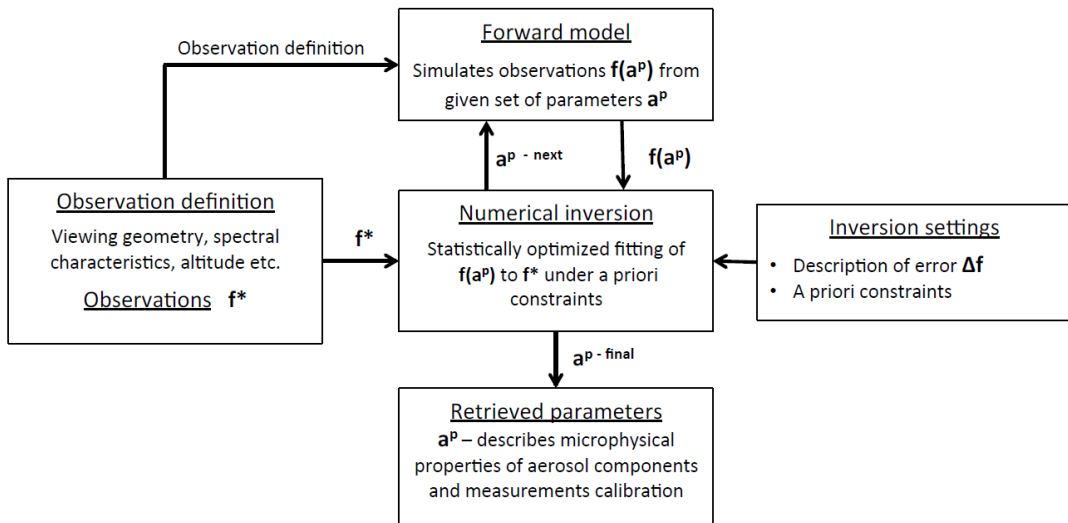 Observation definition
Forward model
Simulates observations f(aᵖ) from
given set of parameters aᵖ
aᵖ - next
f(aᵖ)
Observation definition
Viewing geometry, spectral
characteristics, altitude etc.
Observations f*
f*
Numerical inversion
Statistically optimized fitting of
f(aᵖ) to f* under a priori
constraints
Inversion settings
• Description of error Δf
• A priori constraints
aᵖ - final
Retrieved parameters
aᵖ – describes microphysical
properties of aerosol components
and measurements calibration